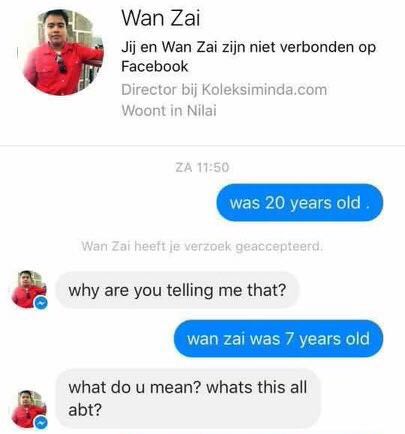 Wan Zai
Jij en Wan Zai zijn niet verbonden op
Facebook
Director bij Koleksiminda.com
Woont in Nilai
ZA 11:50
was 20 years old .
Wan Zai heeft je verzoek geaccepteerd.
why are you telling me that?
wan zai was 7 years old
what do u mean? whats this all
abt?